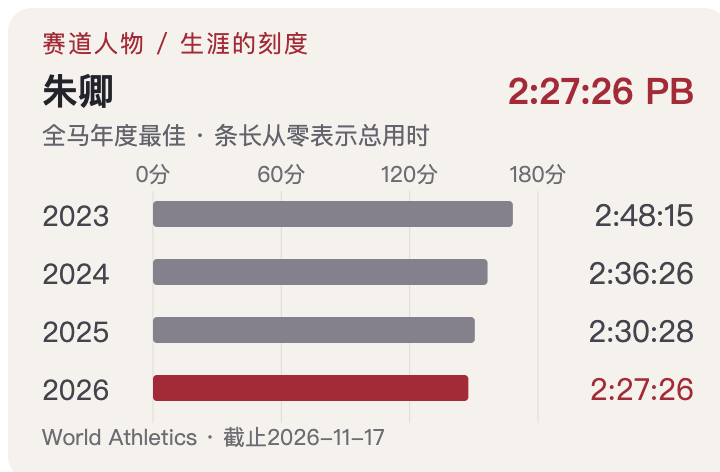 赛道人物 / 生涯的刻度
朱卿 2:27:26 PB
全马年度最佳 · 条长从零表示总用时
0分 60分 120分 180分
2023 2:48:15
2024 2:36:26
2025 2:30:28
2026 2:27:26
World Athletics · 截止2026–11–17